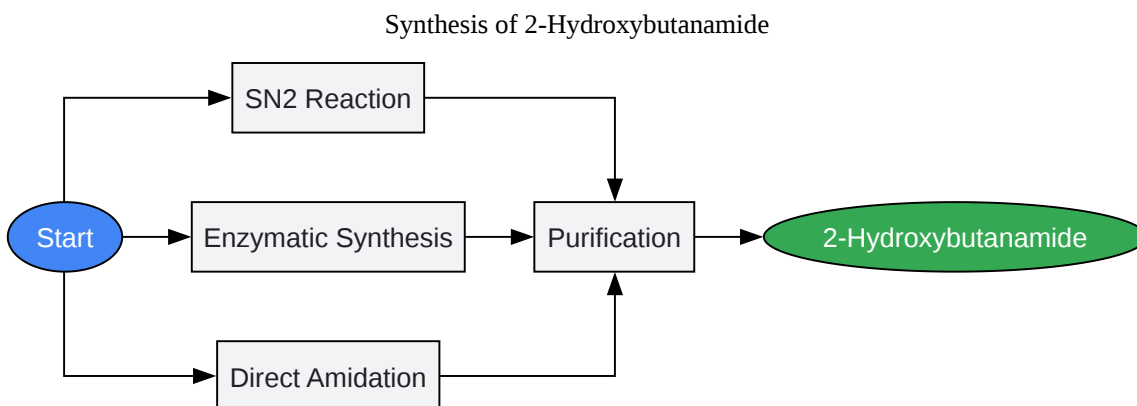 Synthesis of 2-Hydroxybutanamide
SN2 Reaction
Start
Enzymatic Synthesis
Purification
2-Hydroxybutanamide
Direct Amidation